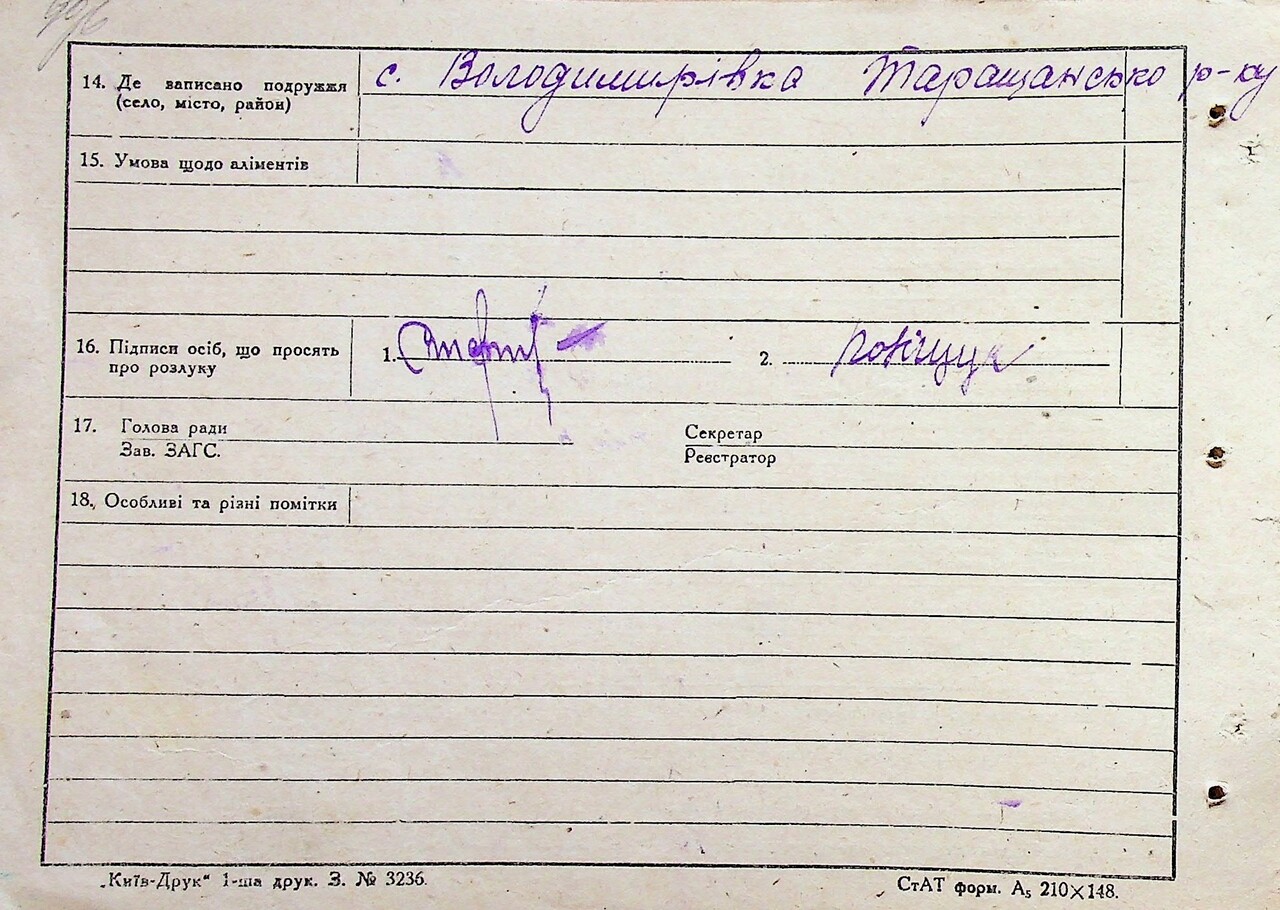 14. Де записано подружжя
(село, місто, район)
с. Володимирівка Таращансько р-ку
15. Умова щодо аліментів
16. Підписи осіб, що просять
про розлуку
1.
2.
17. Голова ради
Зав. ЗАГС.
Секретар
Реєстратор
18. Особливі та різні помітки
„Київ-Друк" 1-ша друк. З. № 3236.
СтАТ форм. А₅ 210×148.